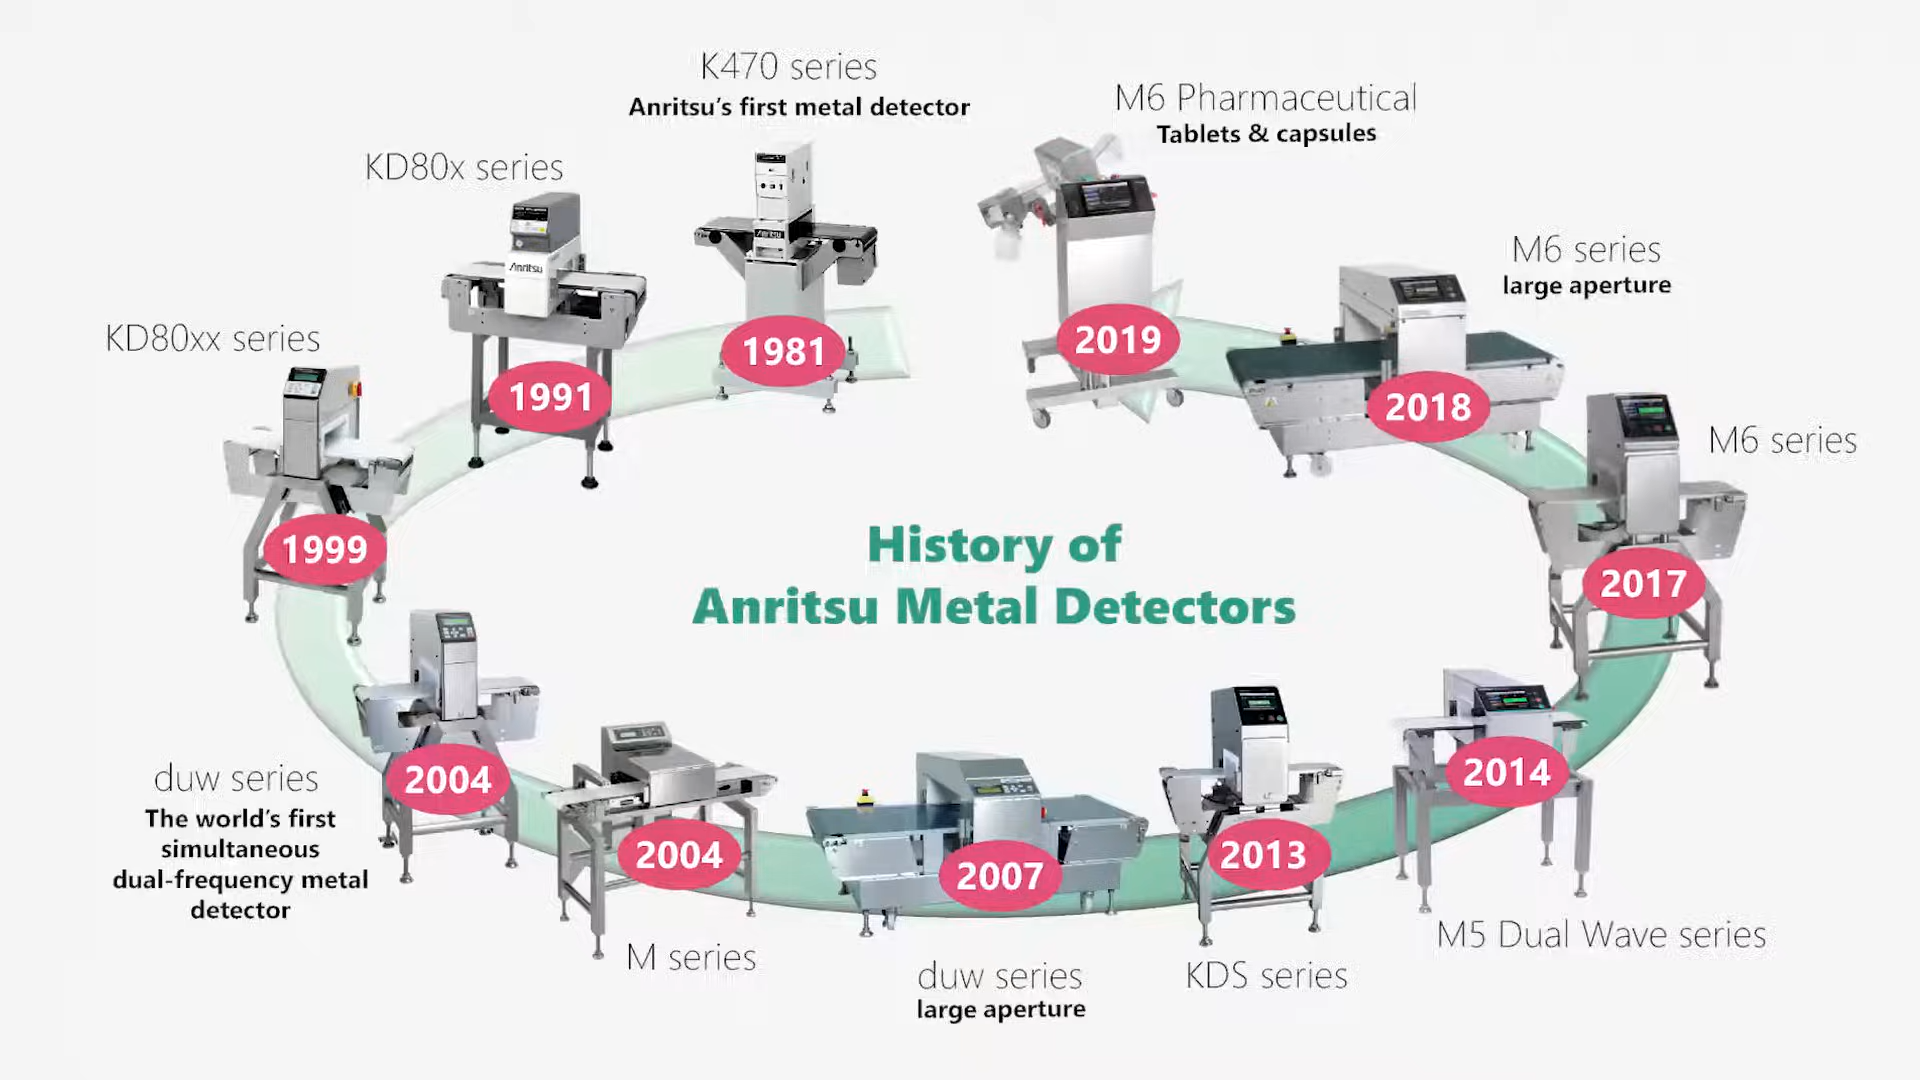 K470 series
Anritsu's first metal detector
1981
Anritsu
KD80x series
1991
Anritsu
KD80xx series
1999
duw series
The world's first
simultaneous
dual-frequency metal
detector
2004
2004
M series
2007
duw series
large aperture
2013
KDS series
2014
M5 Dual Wave series
2017
M6 series
2018
M6 series
large aperture
2019
M6 Pharmaceutical
Tablets & capsules
History of
Anritsu Metal Detectors